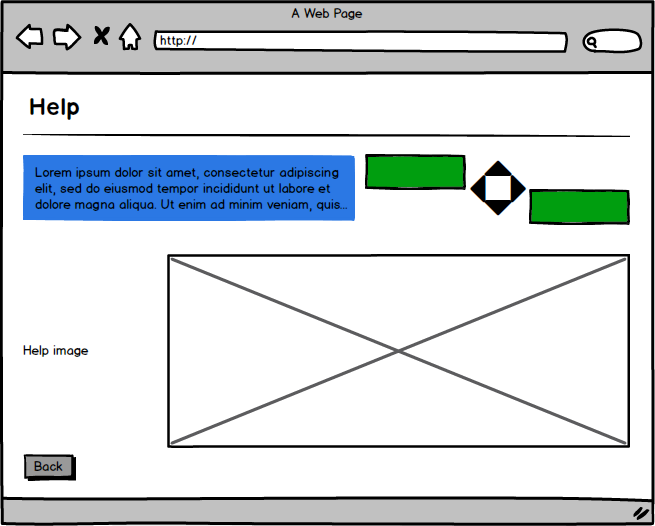 A Web Page
http://
Help
Lorem ipsum dolor sit amet, consectetur adipiscing
elit, sed do eiusmod tempor incididunt ut labore et
dolore magna aliqua. Ut enim ad minim veniam, quis...
Help image
Back